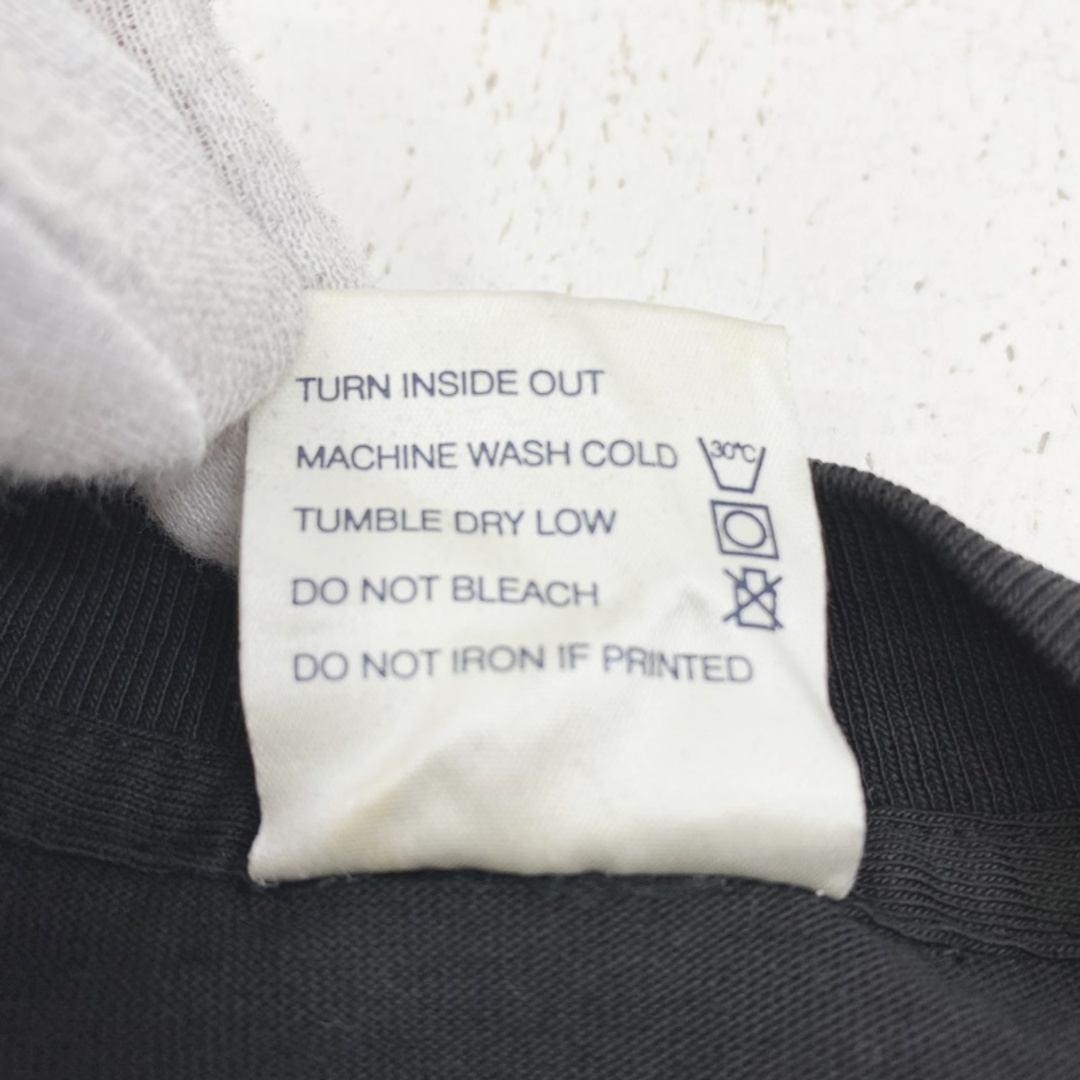 TURN INSIDE OUT
MACHINE WASH COLD 30°C
TUMBLE DRY LOW
DO NOT BLEACH
DO NOT IRON IF PRINTED